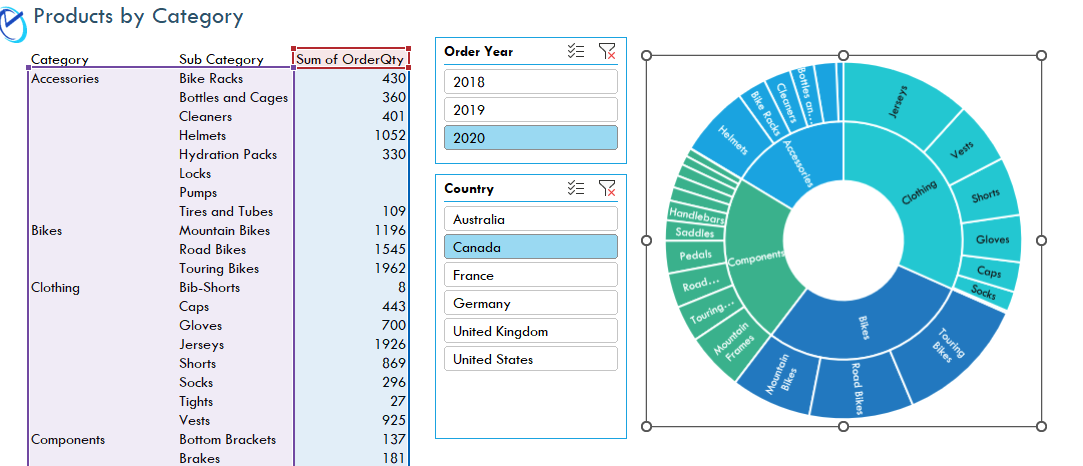 Products by Category
Category Sub Category Sum of OrderQty
Accessories Bike Racks 430
Bottles and Cages 360
Cleaners 401
Helmets 1052
Hydration Packs 330
Locks
Pumps
Tires and Tubes 109
Bikes Mountain Bikes 1196
Road Bikes 1545
Touring Bikes 1962
Clothing Bib-Shorts 8
Caps 443
Gloves 700
Jerseys 1926
Shorts 869
Socks 296
Tights 27
Vests 925
Components Bottom Brackets 137
Brakes 181
Order Year
2018
2019
2020
Country
Australia
Canada
France
Germany
United Kingdom
United States
Jerseys
Vests
Shorts
Gloves
Caps
Socks
Clothing
Touring
Bikes
Road Bikes
Mountain
Bikes
Bikes
Mountain
Frames
Touring...
Road...
Pedals
Saddles
Handlebars
Components
Helmets
Bike Racks
Cleaners
Bottles an...
Accessories